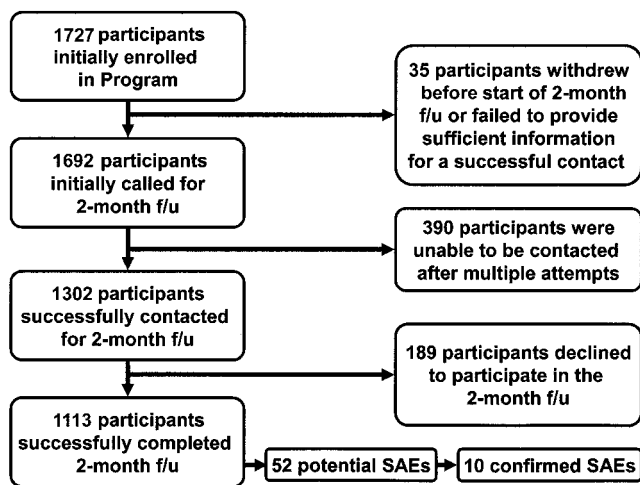 1727 participants
initially enrolled
in Program
35 participants withdrew
before start of 2-month
f/u or failed to provide
sufficient information
for a successful contact
1692 participants
initially called for
2-month f/u
390 participants were
unable to be contacted
after multiple attempts
1302 participants
successfully contacted
for 2-month f/u
189 participants declined
to participate in the
2-month f/u
1113 participants
successfully completed
2-month f/u
52 potential SAEs
10 confirmed SAEs